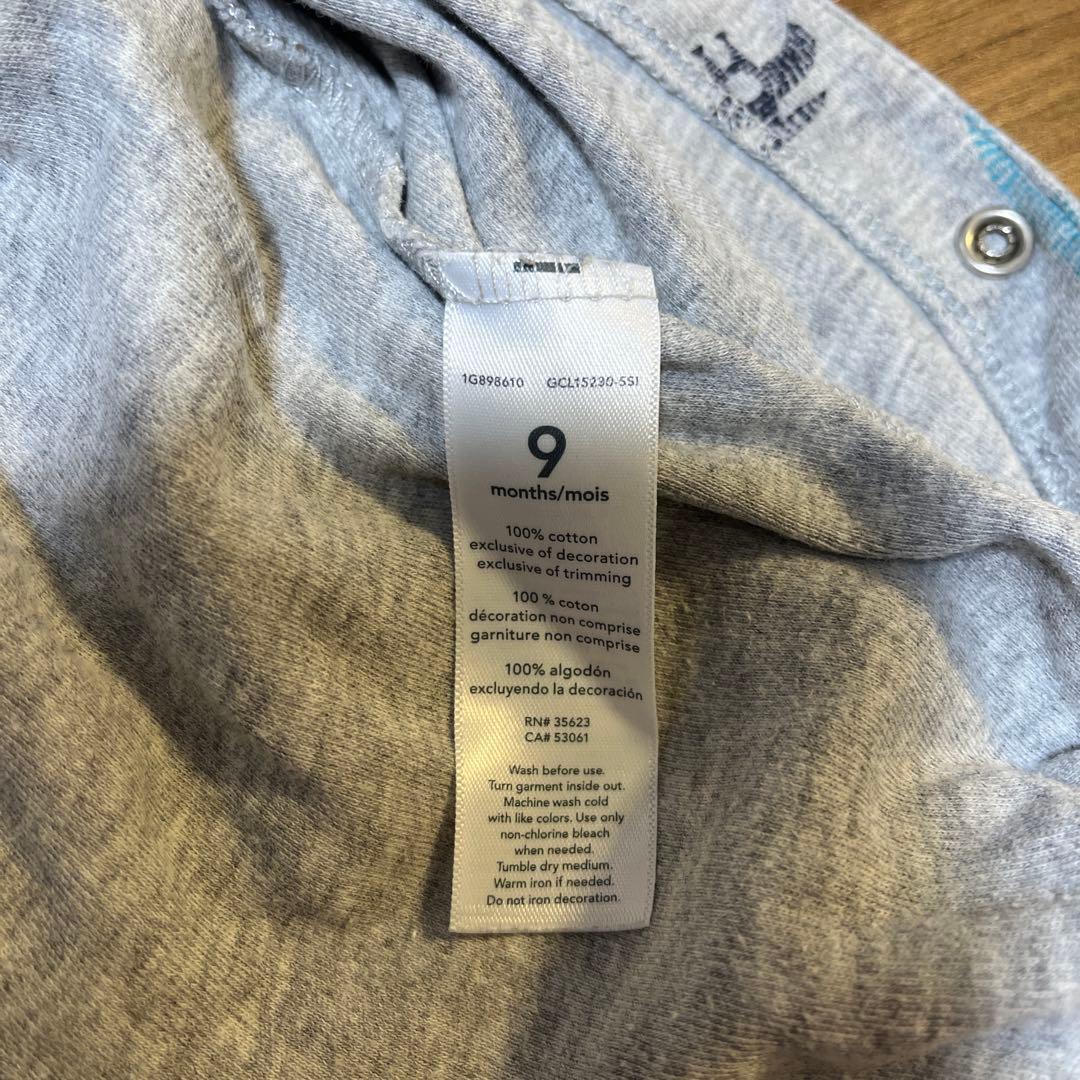 1G898610 GCL15230-5SI
9
months/mois
100% cotton
exclusive of decoration
exclusive of trimming
100 % coton
décoration non comprise
garniture non comprise
100% algodón
excluyendo la decoración
RN# 35623
CA# 53061
Wash before use.
Turn garment inside out.
Machine wash cold
with like colors. Use only
non-chlorine bleach
when needed.
Tumble dry medium.
Warm iron if needed.
Do not iron decoration.